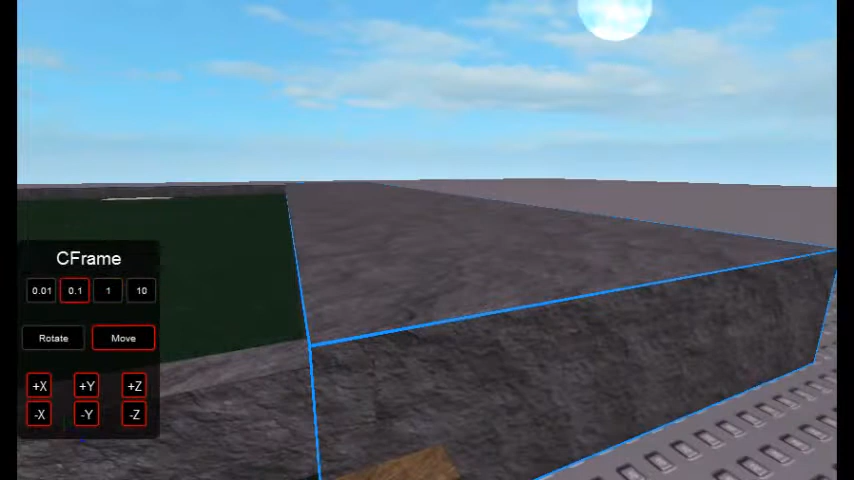 CFrame
0.01 0.1 1 10
Rotate Move
+X +Y +Z
-X -Y -Z